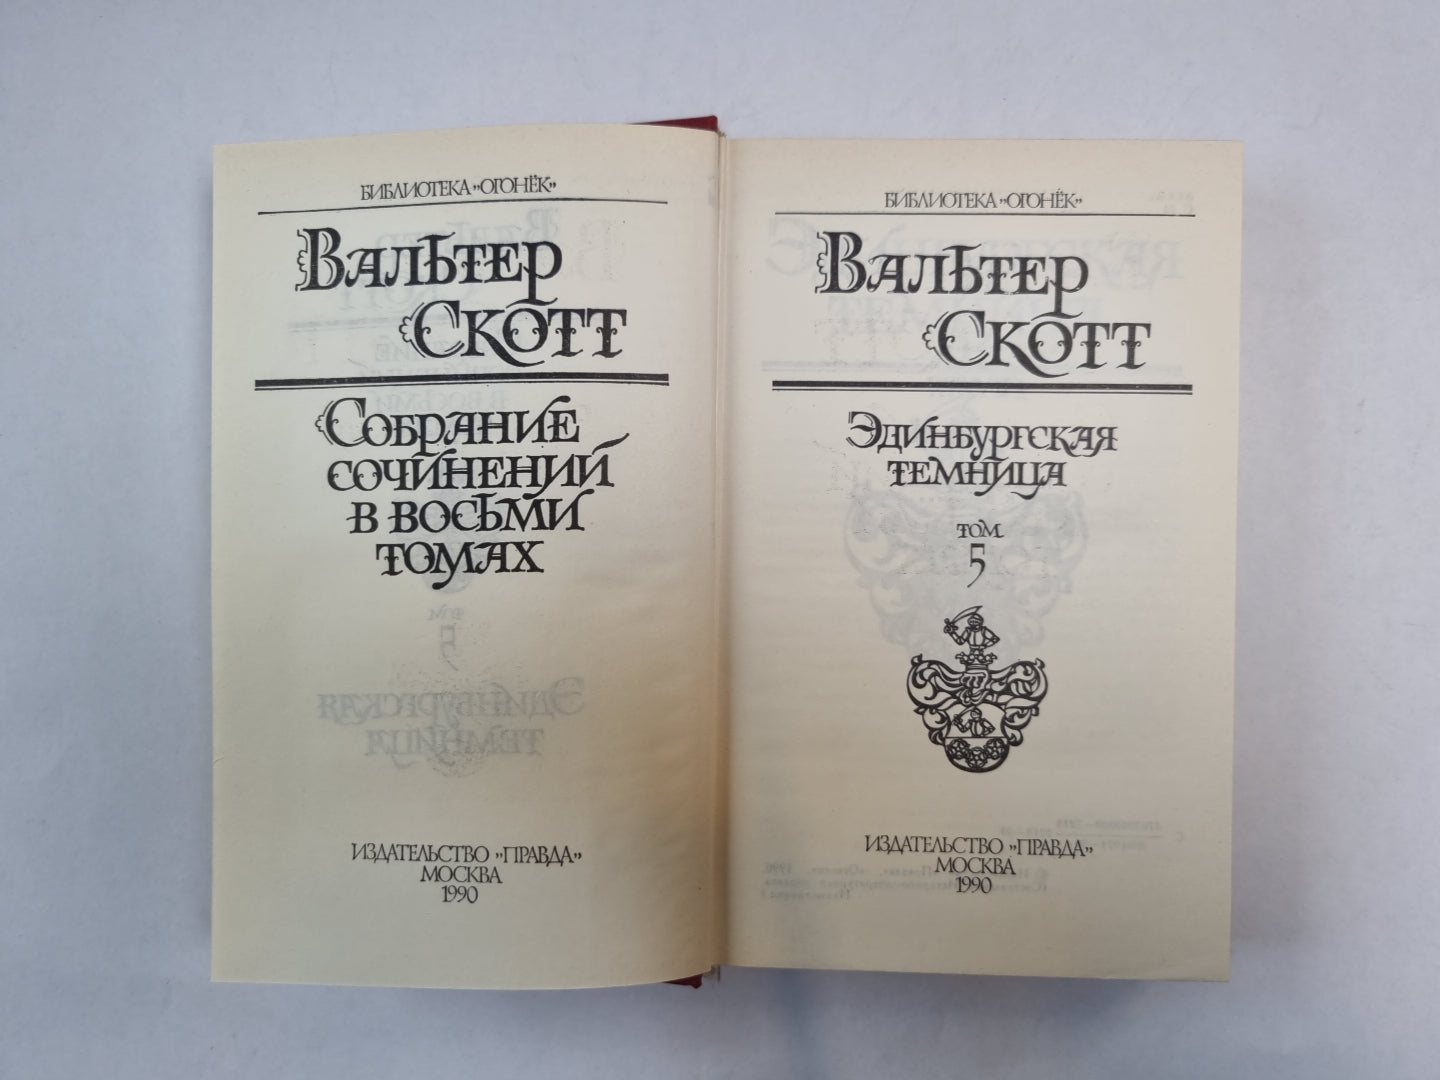 БИБЛИОТЕКА „ОГОНЁК”
ВАЛЬТЕР
СКОТТ
СОБРАНИЕ
СОЧИНЕНИЙ
В ВОСЬМИ
ТОМАХ
ИЗДАТЕЛЬСТВО „ПРАВДА”
МОСКВА
1990
БИБЛИОТЕКА „ОГОНЁК”
ВАЛЬТЕР
СКОТТ
ЭДИНБУРГСКАЯ
ТЕМНИЦА
ТОМ
5
ИЗДАТЕЛЬСТВО „ПРАВДА”
МОСКВА
1990